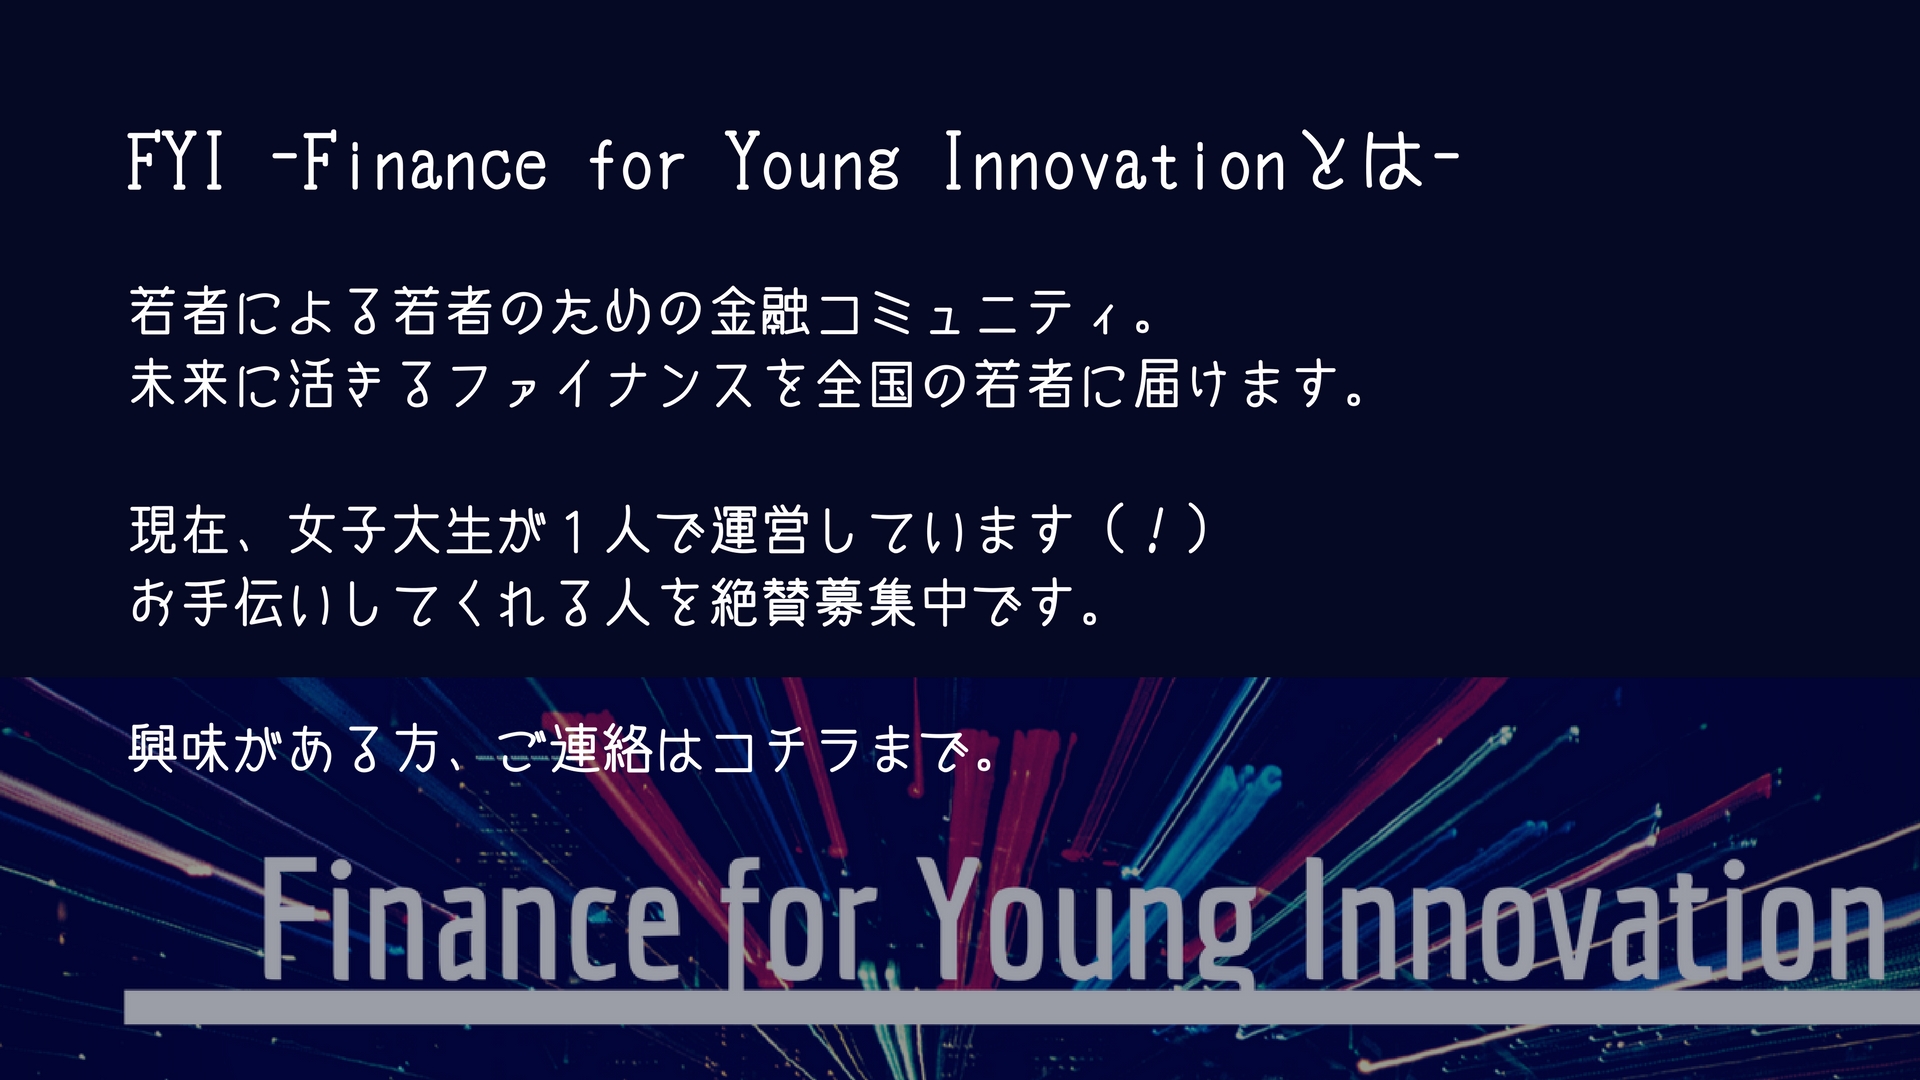 FYI -Finance for Young Innovationとは-
若者による若者のための金融コミュニティ。
未来に活きるファイナンスを全国の若者に届けます。
現在、女子大生が１人で運営しています（！）
お手伝いしてくれる人を絶賛募集中です。
興味がある方、ご連絡はコチラまで。
Finance for Young Innovation